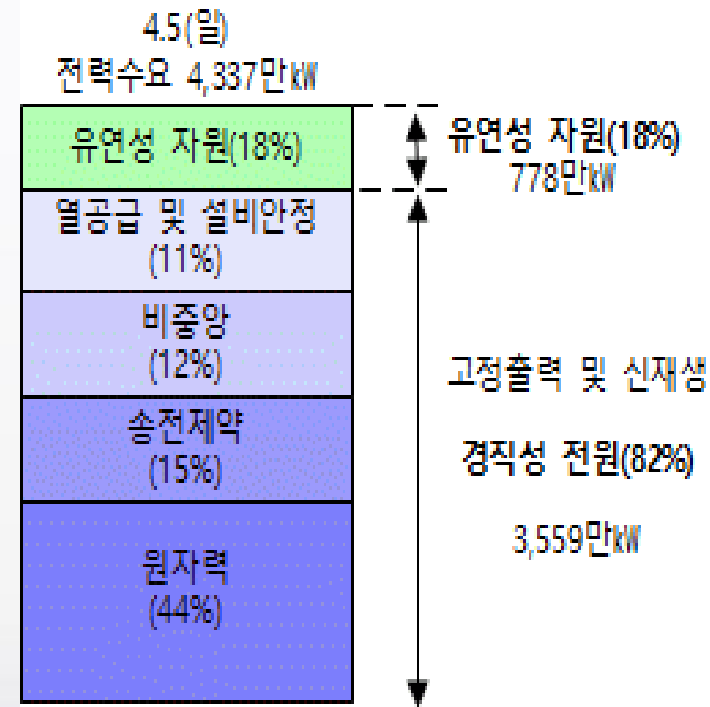 4.5(일)
전력수요 4,337만kW
유연성 자원(18%)
열공급 및 설비안정
(11%)
비중앙
(12%)
송전제약
(15%)
원자력
(44%)
유연성 자원(18%)
778만kW
고정출력 및 신재생
경직성 전원(82%)
3,559만kW